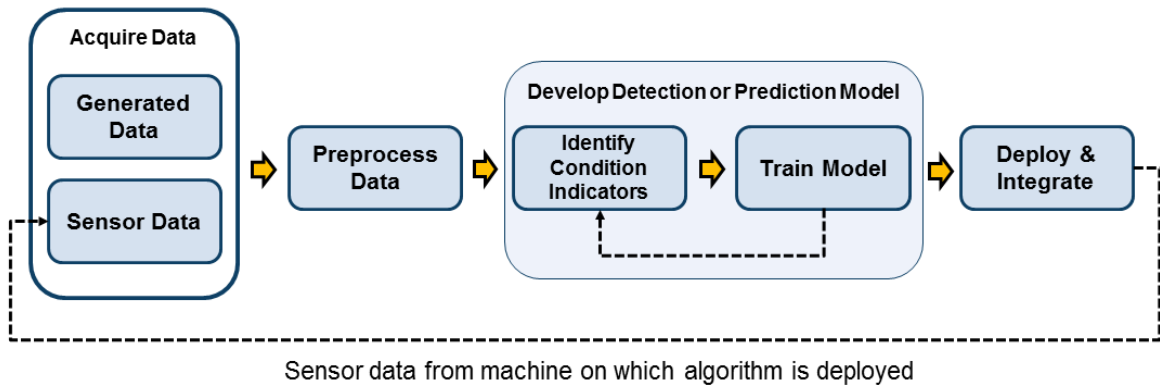 Acquire Data
Generated
Data
Sensor Data
Preprocess
Data
Develop Detection or Prediction Model
Identify
Condition
Indicators
Train Model
Deploy &
Integrate
Sensor data from machine on which algorithm is deployed